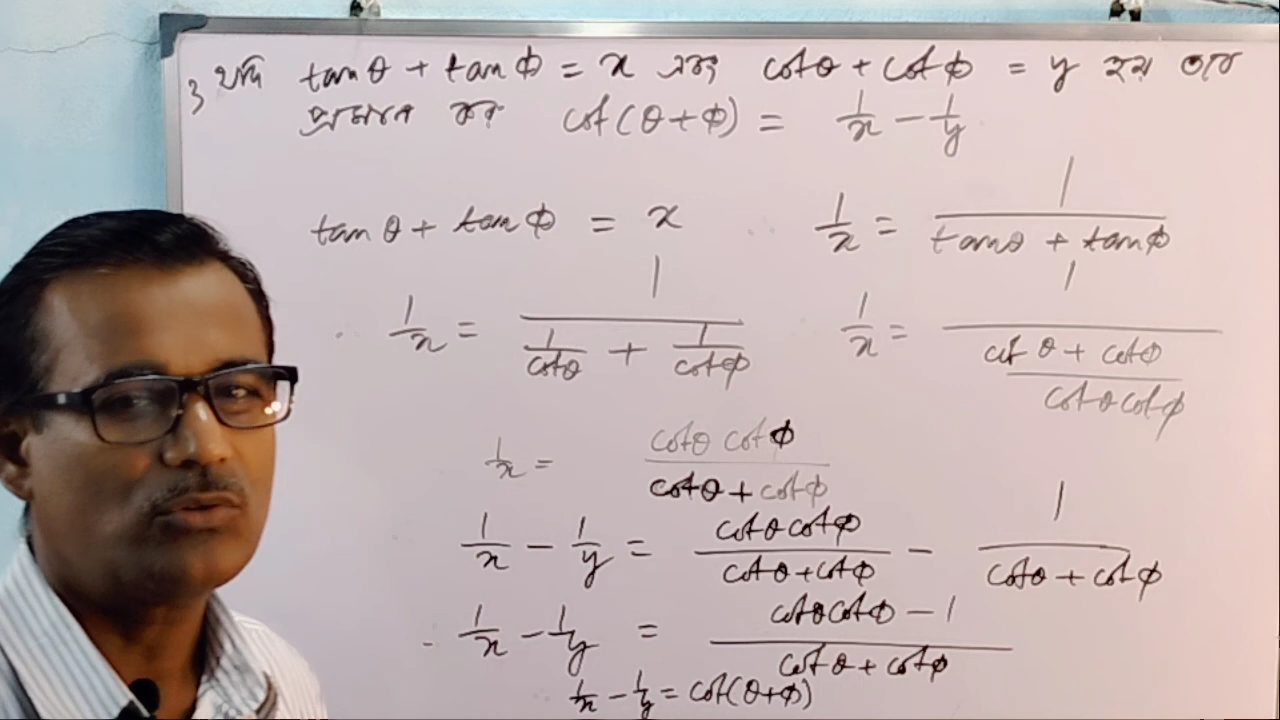 3) যদি tanθ + tanφ = x এবং cotθ + cotφ = y হয় তবে
প্রমাণ কর cot(θ+φ) = 1/x − 1/y
tanθ + tanφ = x ∴ 1/x = 1/(tanθ + tanφ)
∴ 1/x = 1/(1/cotθ + 1/cotφ) 1/x = 1/((cotθ + cotφ)/(cotθcotφ))
1/x = cotθ cotφ/(cotθ + cotφ)
1/x − 1/y = cotθcotφ/(cotθ+cotφ) − 1/(cotθ + cotφ)
∴ 1/x − 1/y = (cotθcotφ − 1)/(cotθ + cotφ)
1/x − 1/y = cot(θ+φ)